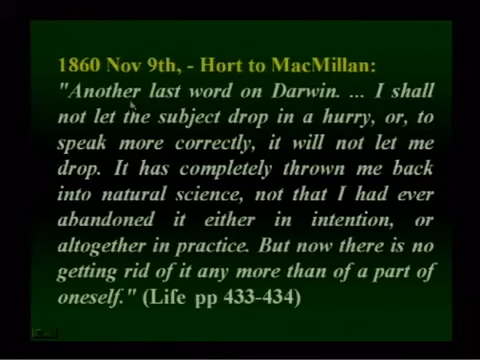 1860 Nov 9th, - Hort to MacMillan:
"Another last word on Darwin. ... I shall
not let the subject drop in a hurry, or, to
speak more correctly, it will not let me
drop. It has completely thrown me back
into natural science, not that I had ever
abandoned it either in intention, or
altogether in practice. But now there is no
getting rid of it any more than of a part of
oneself." (Life pp 433-434)